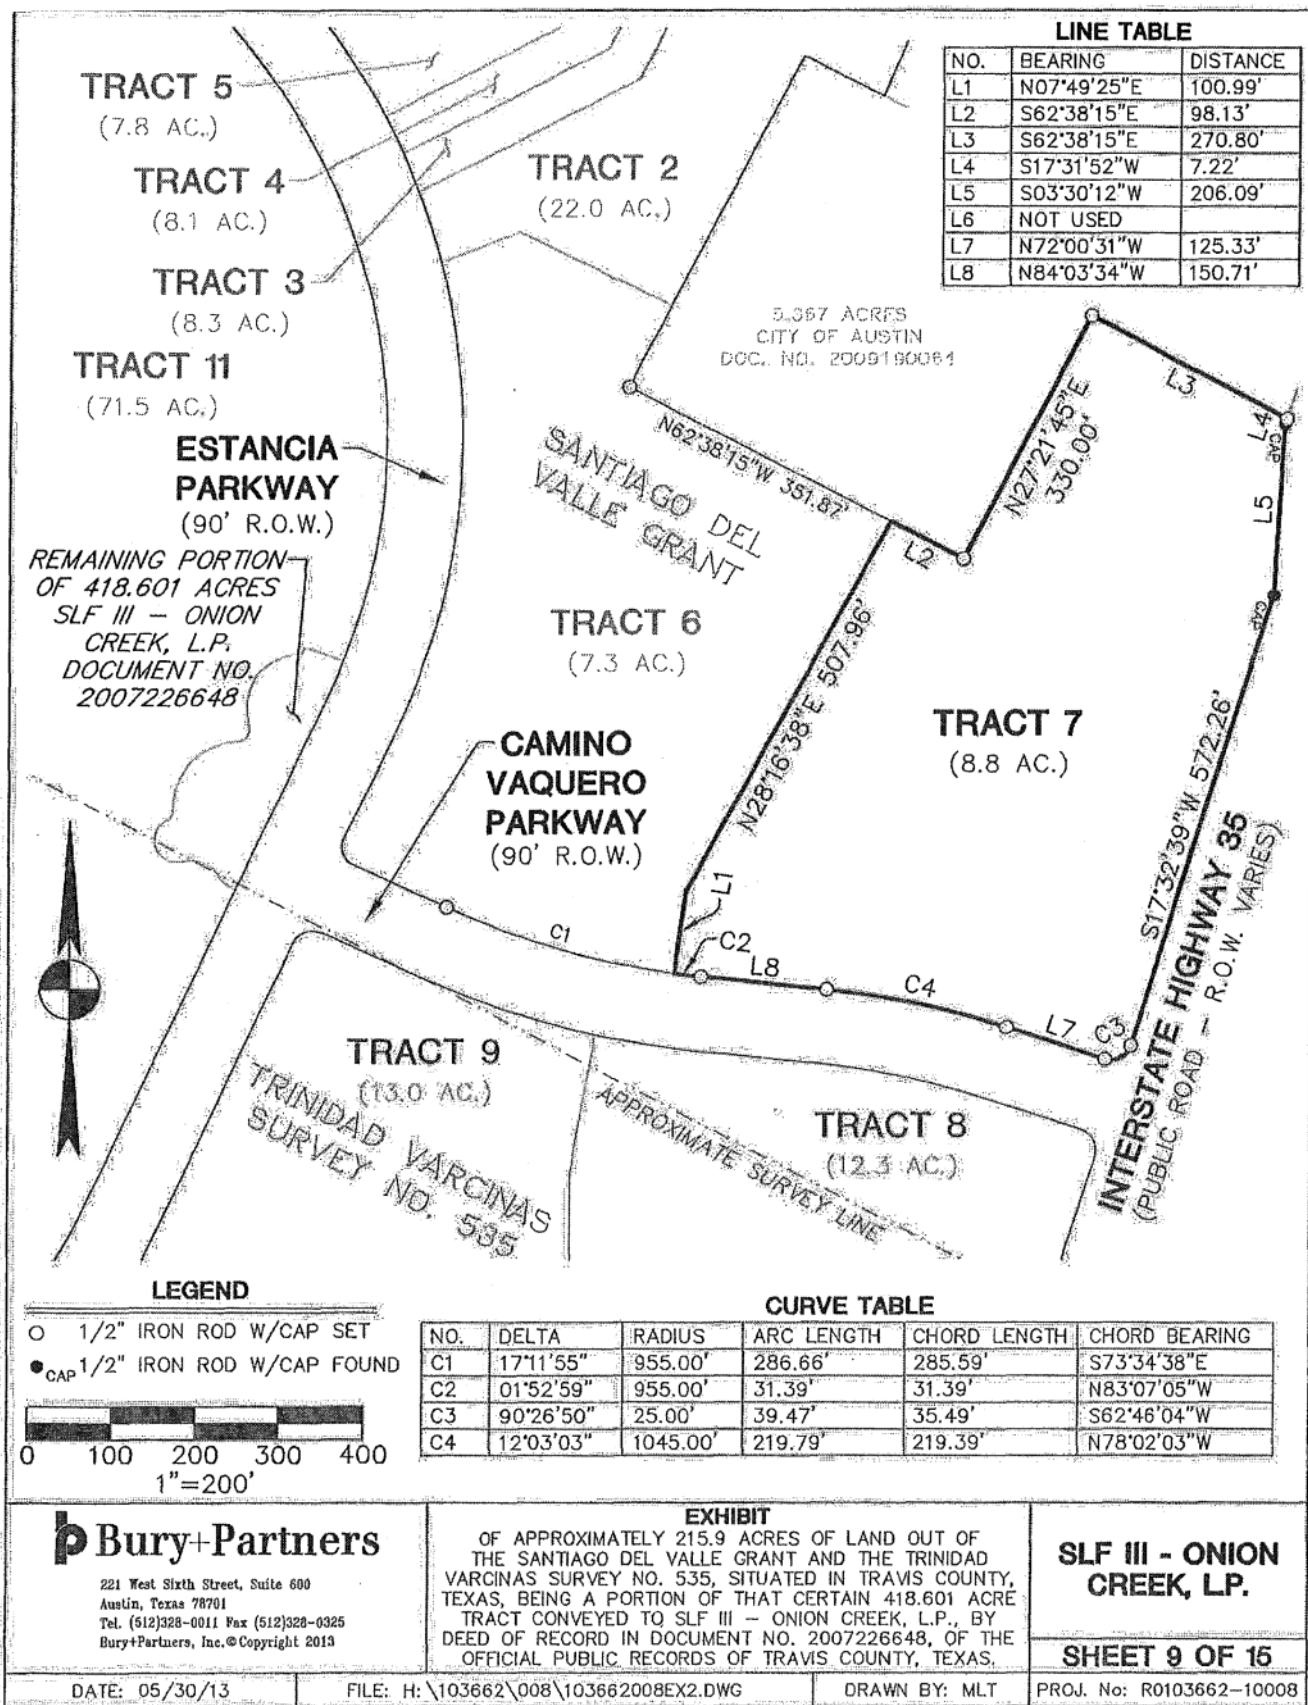 LINE TABLE
NO. BEARING DISTANCE
L1 N07°49'25"E 100.99'
L2 S62°38'15"E 98.13'
L3 S62°38'15"E 270.80'
L4 S17°31'52"W 7.22'
L5 S03°30'12"W 206.09'
L6 NOT USED
L7 N72°00'31"W 125.33'
L8 N84°03'34"W 150.71'
TRACT 5
(7.8 AC.)
TRACT 4
(8.1 AC.)
TRACT 3
(8.3 AC.)
TRACT 11
(71.5 AC.)
TRACT 2
(22.0 AC.)
ESTANCIA
PARKWAY
(90' R.O.W.)
REMAINING PORTION
OF 418.601 ACRES
SLF III – ONION
CREEK, L.P.
DOCUMENT NO.
2007226648
ACRES
CITY OF AUSTIN
DOC. NO. 2009190061
N62°38'15"W 351.87'
SANTIAGO DEL
VALLE GRANT
L2
N27°21'45"E
330.00'
L3
L4
CAP
L5
CAP
TRACT 6
(7.3 AC.)
N28°16'38"E 507.96'
TRACT 7
(8.8 AC.)
S17°32'39"W 572.26'
CAMINO
VAQUERO
PARKWAY
(90' R.O.W.)
L1
C1
C2
L8
C4
L7
C3
INTERSTATE HIGHWAY 35
(PUBLIC ROAD – R.O.W. VARIES)
TRACT 9
(13.0 AC.)
TRINIDAD VARCINAS
SURVEY NO. 535
APPROXIMATE SURVEY LINE
TRACT 8
(12.3 AC.)
LEGEND
1/2" IRON ROD W/CAP SET
CAP 1/2" IRON ROD W/CAP FOUND
0 100 200 300 400
1"=200'
CURVE TABLE
NO. DELTA RADIUS ARC LENGTH CHORD LENGTH CHORD BEARING
C1 17°11'55" 955.00' 286.66' 285.59' S73°34'38"E
C2 01°52'59" 955.00' 31.39' 31.39' N83°07'05"W
C3 90°26'50" 25.00' 39.47' 35.49' S62°46'04"W
C4 12°03'03" 1045.00' 219.79' 219.39' N78°02'03"W
Bury+Partners
221 West Sixth Street, Suite 600
Austin, Texas 78701
Tel. (512)328-0011 Fax (512)328-0325
Bury+Partners, Inc.©Copyright 2013
EXHIBIT
OF APPROXIMATELY 215.9 ACRES OF LAND OUT OF
THE SANTIAGO DEL VALLE GRANT AND THE TRINIDAD
VARCINAS SURVEY NO. 535, SITUATED IN TRAVIS COUNTY,
TEXAS, BEING A PORTION OF THAT CERTAIN 418.601 ACRE
TRACT CONVEYED TO SLF III – ONION CREEK, L.P., BY
DEED OF RECORD IN DOCUMENT NO. 2007226648, OF THE
OFFICIAL PUBLIC RECORDS OF TRAVIS COUNTY, TEXAS.
SLF III - ONION
CREEK, L.P.
SHEET 9 OF 15
DATE: 05/30/13
FILE: H:\103662\008\103662008EX2.DWG
DRAWN BY: MLT
PROJ. No: R0103662-10008